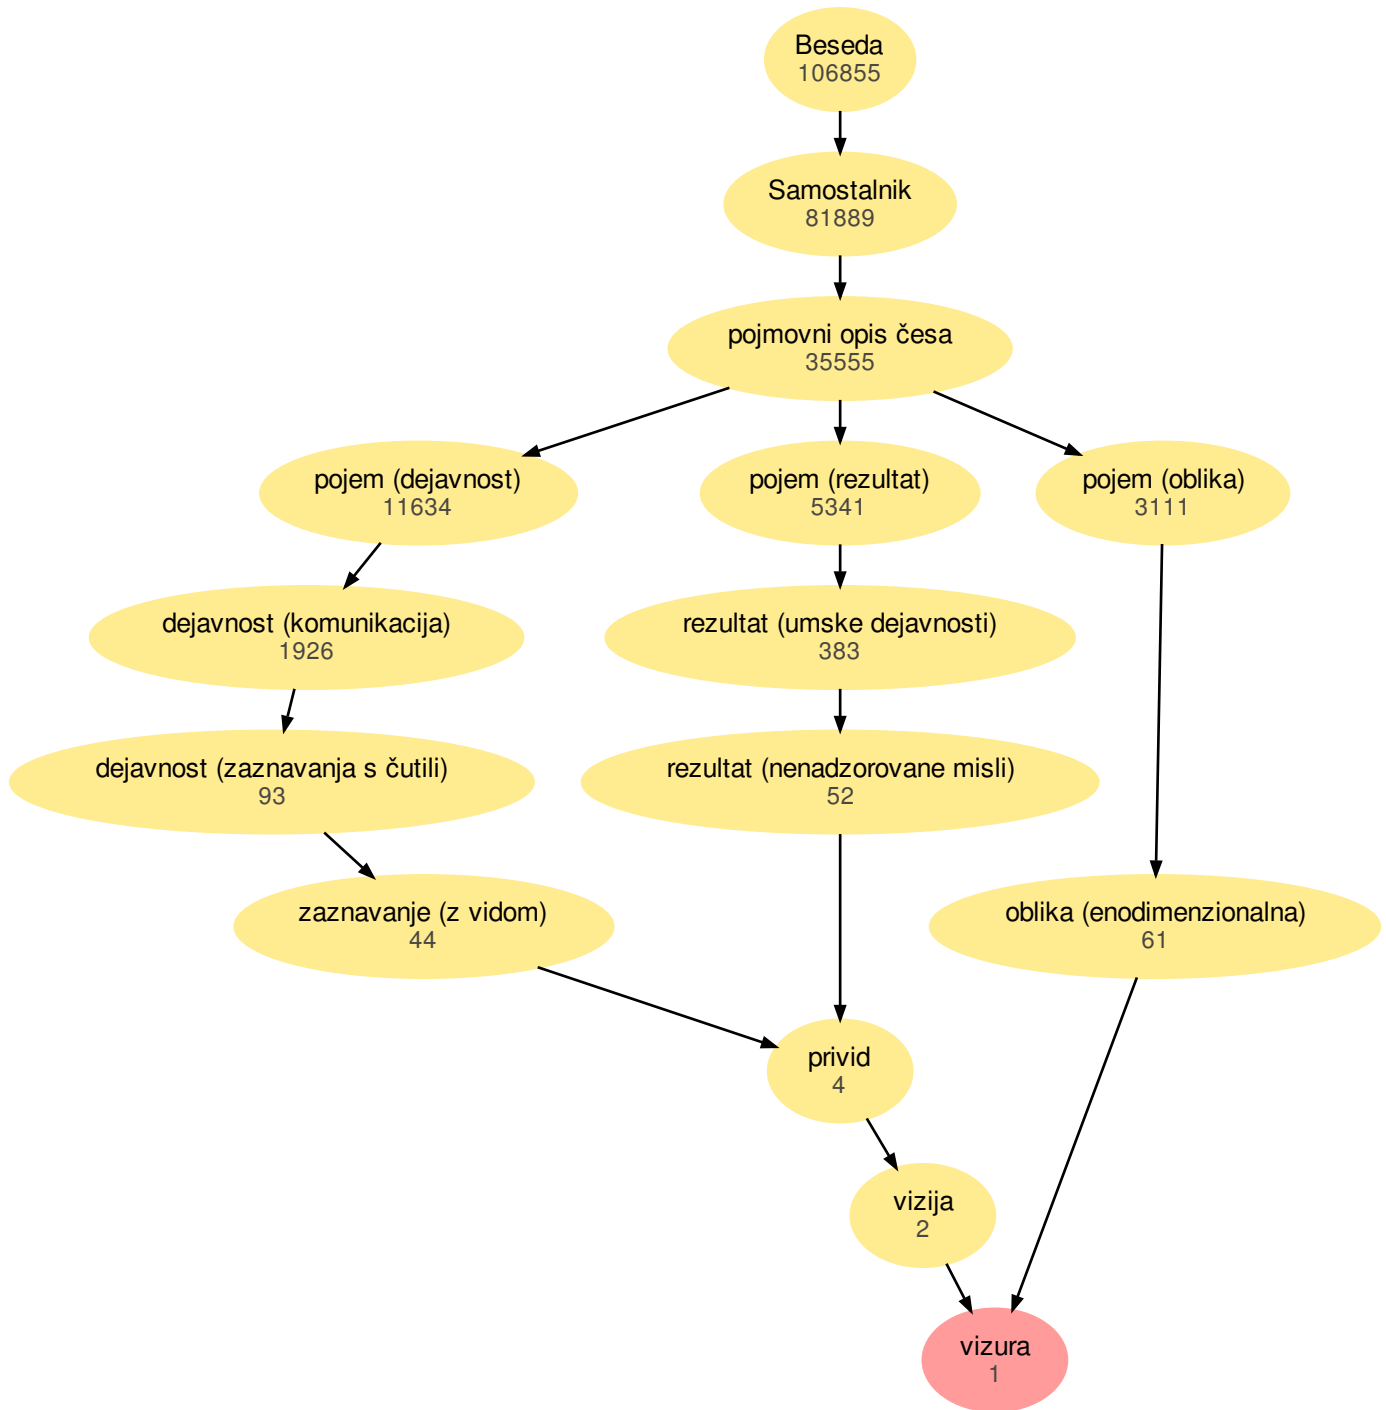 Beseda
106855
Samostalnik
81889
pojmovni opis česa
35555
pojem (dejavnost)
11634
pojem (rezultat)
5341
pojem (oblika)
3111
dejavnost (komunikacija)
1926
rezultat (umske dejavnosti)
383
dejavnost (zaznavanja s čutili)
93
rezultat (nenadzorovane misli)
52
zaznavanje (z vidom)
44
oblika (enodimenzionalna)
61
privid
4
vizija
2
vizura
1